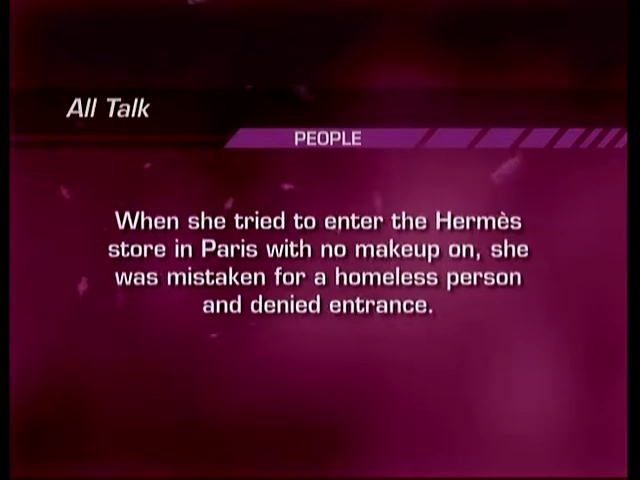 All Talk
PEOPLE
When she tried to enter the Hermès
store in Paris with no makeup on, she
was mistaken for a homeless person
and denied entrance.